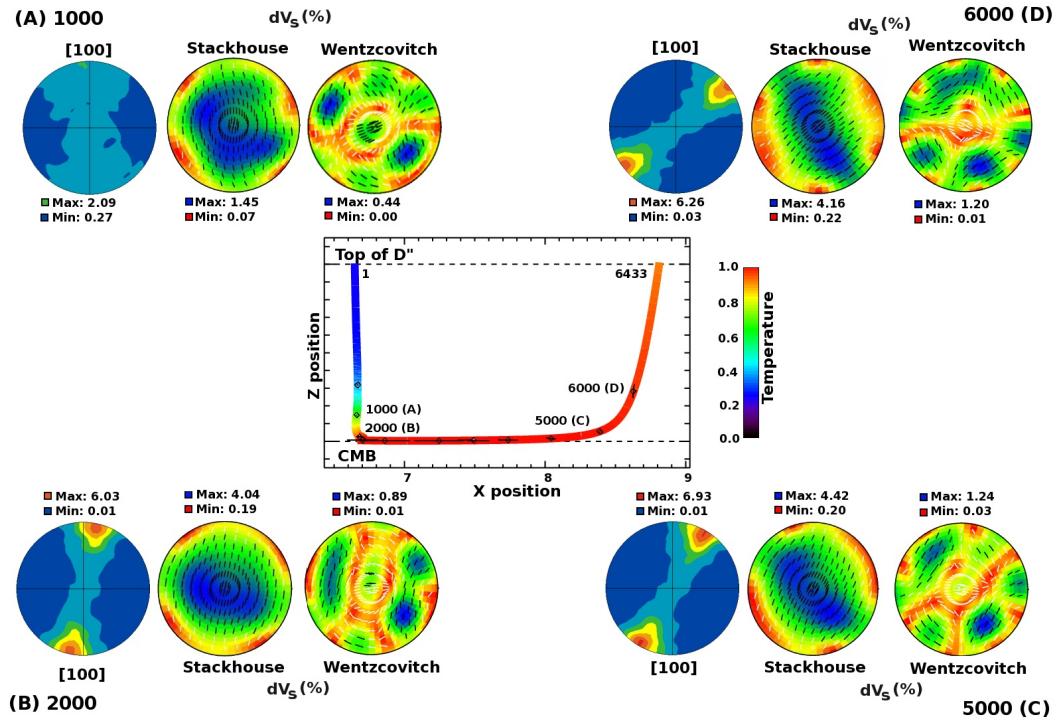 (A) 1000
dVS(%)
[100]
Stackhouse
Wentzcovitch
Max: 2.09
Min: 0.27
Max: 1.45
Min: 0.07
Max: 0.44
Min: 0.00
6000 (D)
dVS(%)
[100]
Stackhouse
Wentzcovitch
Max: 6.26
Min: 0.03
Max: 4.16
Min: 0.22
Max: 1.20
Min: 0.01
Top of D"
1
6433
Z position
1000 (A)
2000 (B)
6000 (D)
5000 (C)
CMB
7
8
9
X position
1.0
0.8
0.6
0.4
0.2
0.0
Temperature
Max: 6.03
Min: 0.01
Max: 4.04
Min: 0.19
Max: 0.89
Min: 0.01
[100]
Stackhouse
Wentzcovitch
dVS(%)
(B) 2000
Max: 6.93
Min: 0.01
Max: 4.42
Min: 0.20
Max: 1.24
Min: 0.03
[100]
Stackhouse
Wentzcovitch
dVS(%)
5000 (C)